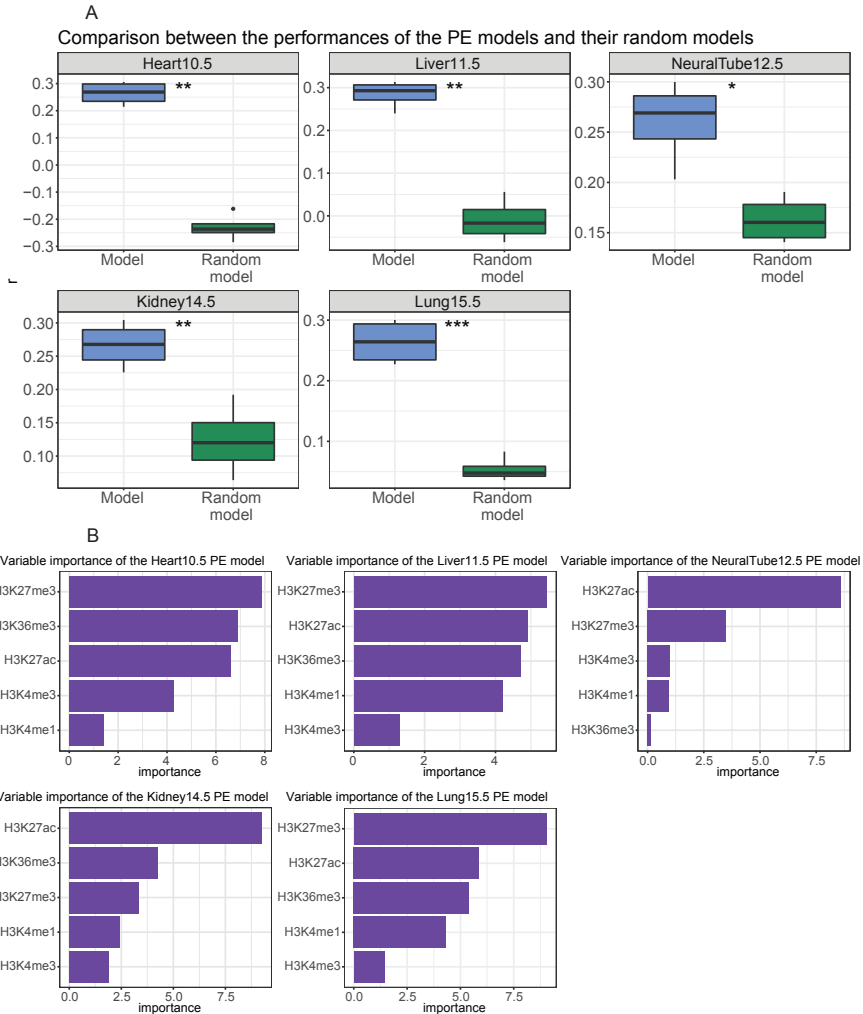 A
Comparison between the performances of the PE models and their random models
Heart10.5
Liver11.5
NeuralTube12.5
0.3
0.2
0.1
0.0
−0.1
−0.2
−0.3
**
Model
Random model
0.3
0.2
0.0
**
Model
Random model
0.30
0.25
0.20
0.15
*
Model
Random model
r
Kidney14.5
Lung15.5
0.30
0.25
0.15
0.10
**
Model
Random model
0.3
0.2
0.1
***
Model
Random model
B
Variable importance of the Heart10.5 PE model
H3K27me3
H3K36me3
H3K27ac
H3K4me3
H3K4me1
0 2 4 6 8
importance
Variable importance of the Liver11.5 PE model
H3K27me3
H3K27ac
H3K36me3
H3K4me1
H3K4me3
0 2 4
importance
Variable importance of the NeuralTube12.5 PE model
H3K27ac
H3K27me3
H3K4me3
H3K4me1
H3K36me3
0.0 2.5 5.0 7.5
importance
Variable importance of the Kidney14.5 PE model
H3K27ac
H3K36me3
H3K27me3
H3K4me1
H3K4me3
0.0 2.5 5.0 7.5
importance
Variable importance of the Lung15.5 PE model
H3K27me3
H3K27ac
H3K36me3
H3K4me1
H3K4me3
0.0 2.5 5.0 7.5
importance